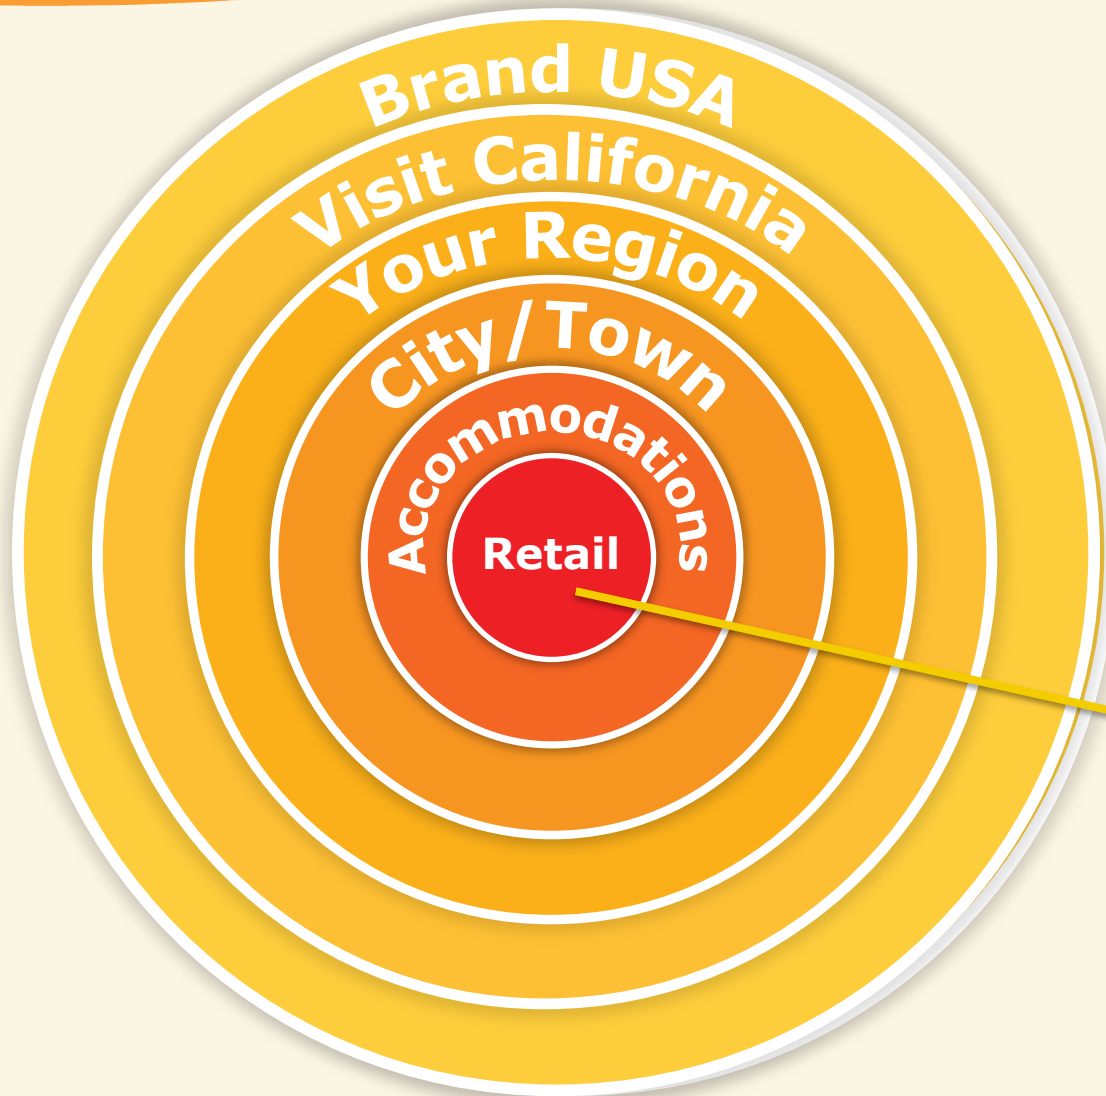 Brand USA
Visit California
Your Region
City/Town
Accommodations
Retail